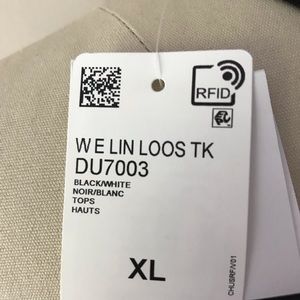 RFID
W E LIN LOOS TK
DU7003
BLACK/WHITE
NOIR/BLANC
TOPS
HAUTS
XL